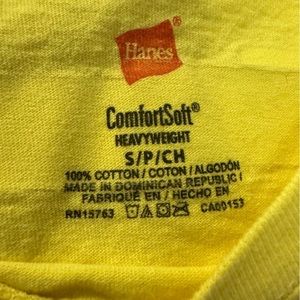 Hanes®
ComfortSoft®
HEAVYWEIGHT
S/P/CH
100% COTTON / COTON / ALGODÓN
MADE IN DOMINICAN REPUBLIC /
FABRIQUÉ EN / HECHO EN
RN15763 CA00153